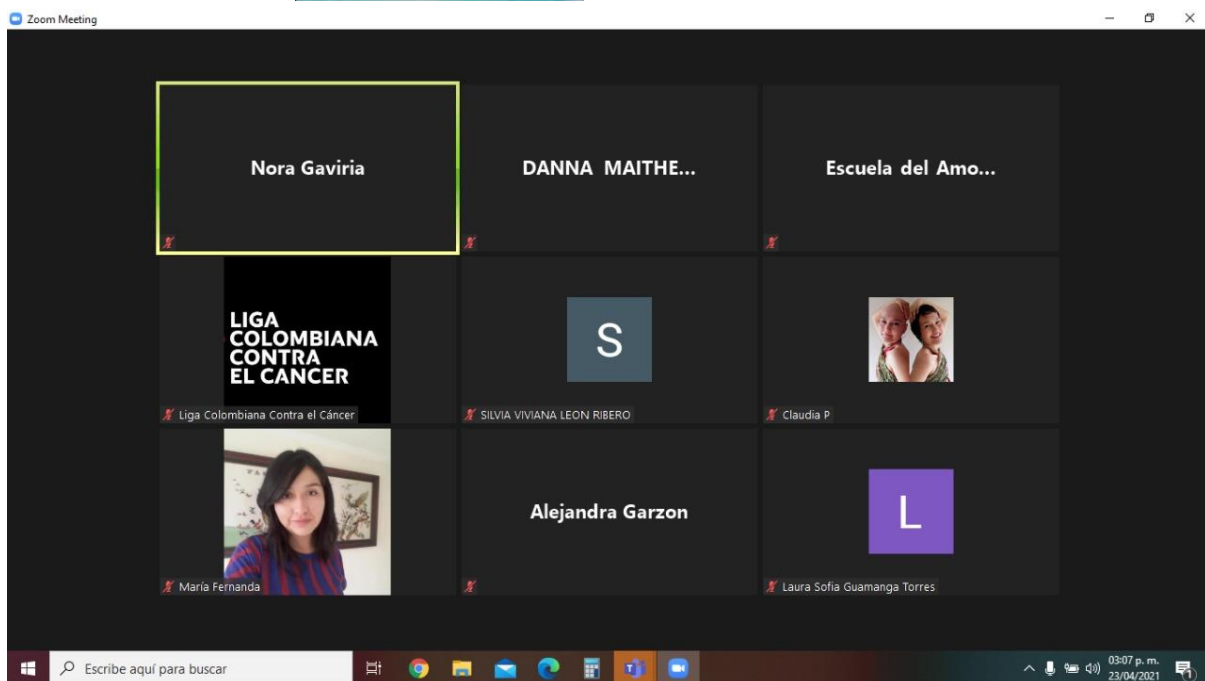 Zoom Meeting
Nora Gaviria
DANNA MAITHE...
Escuela del Amo...
LIGA
COLOMBIANA
CONTRA
EL CANCER
Liga Colombiana Contra el Cáncer
S
SILVIA VIVIANA LEON RIBERO
Claudia P
María Fernanda
Alejandra Garzon
L
Laura Sofia Guamanga Torres
Escribe aquí para buscar
03:07 p. m.
23/04/2021